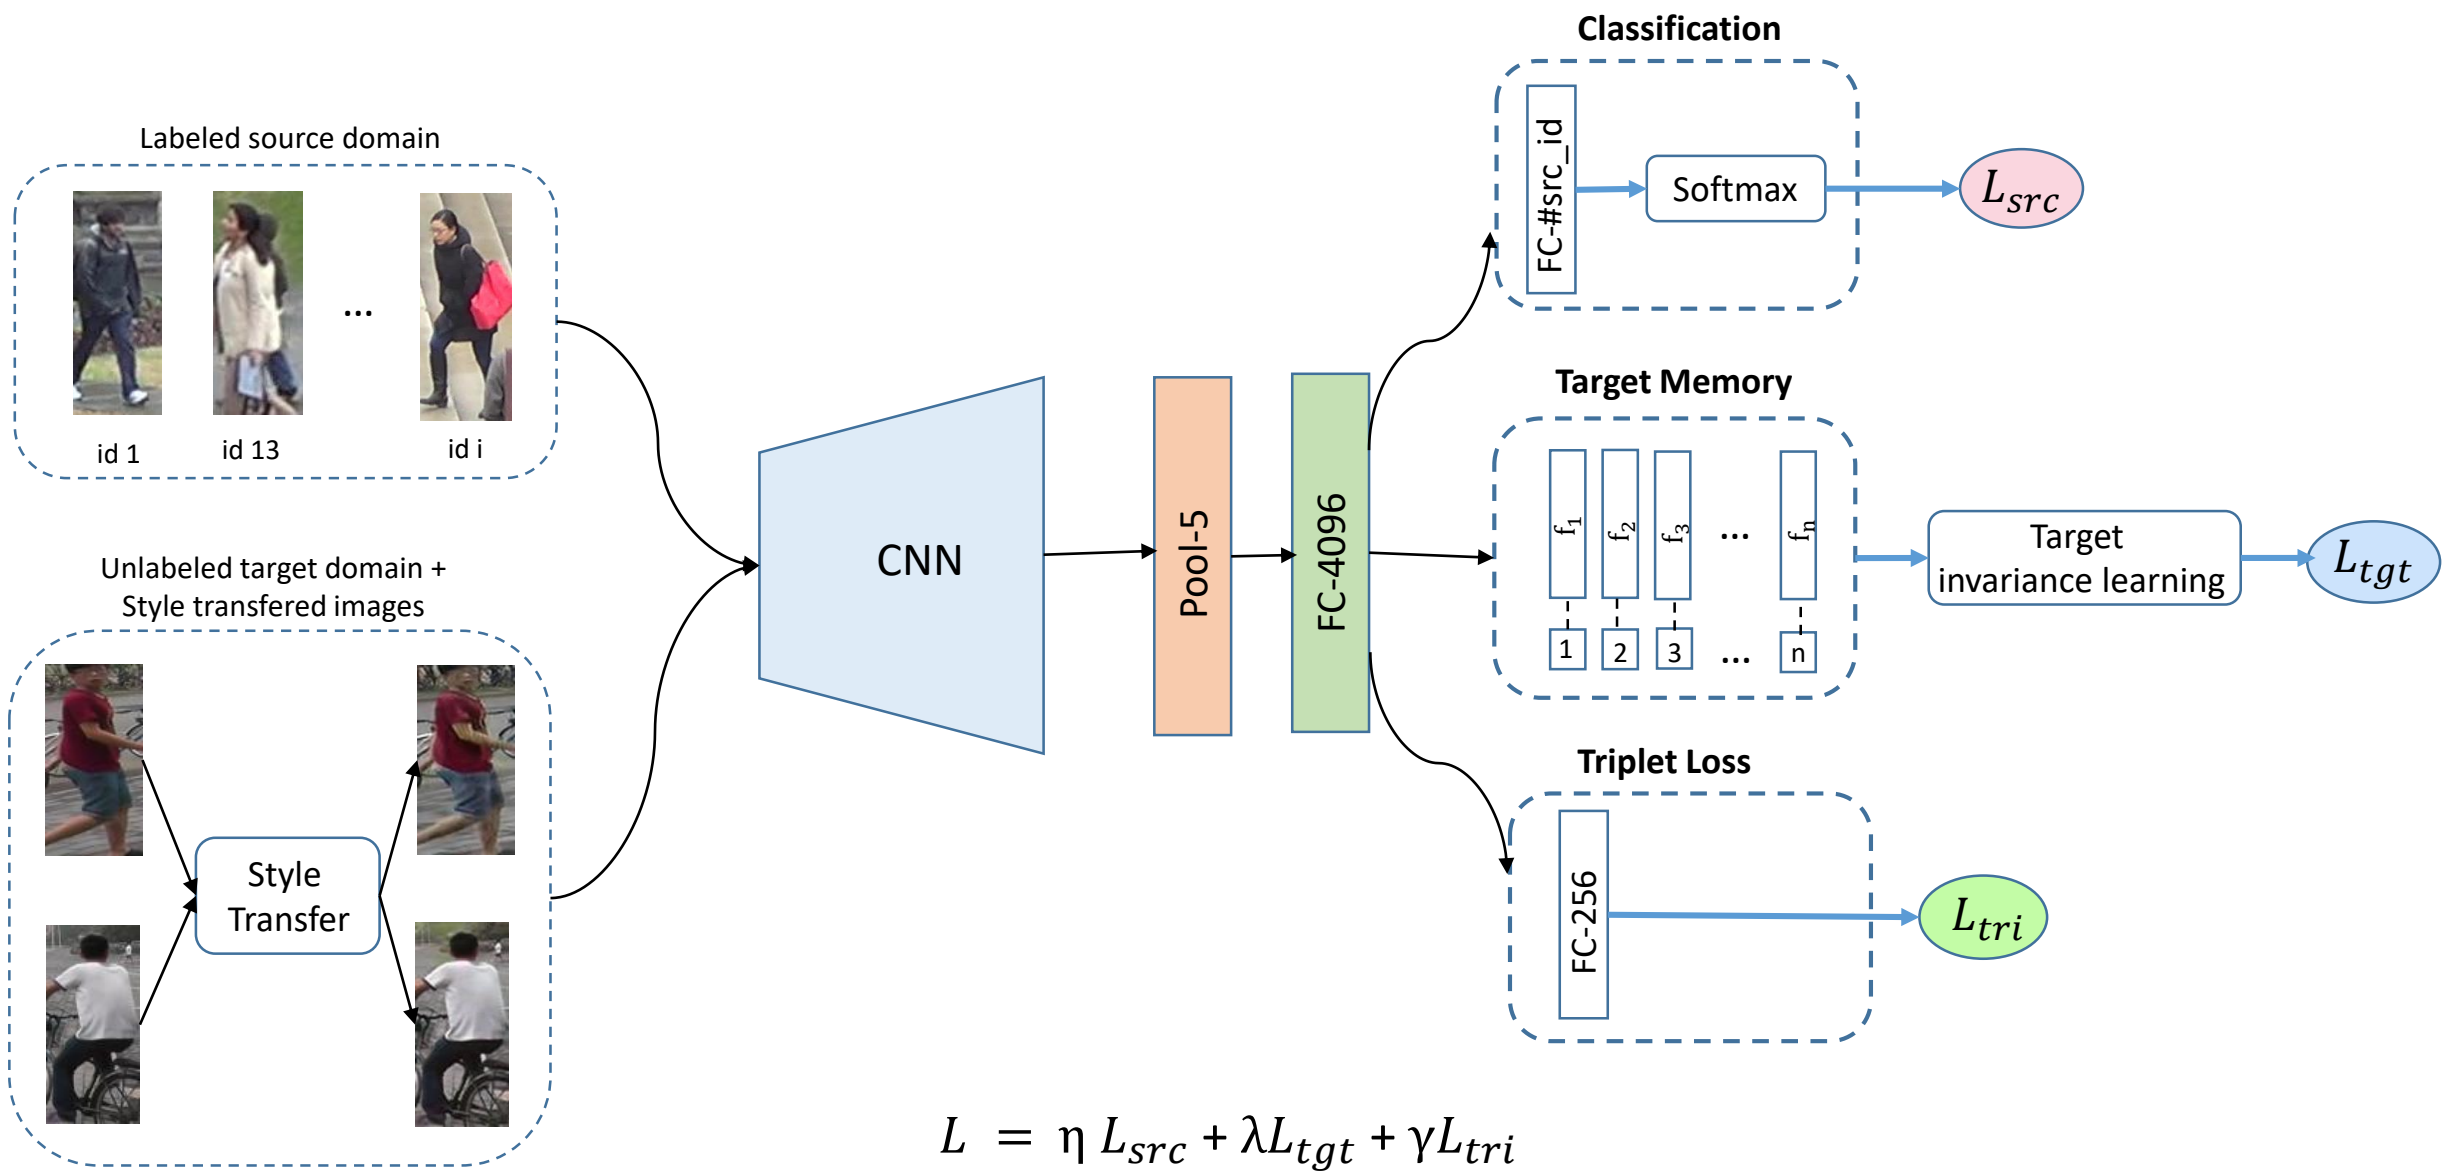 Classification
FC-#src_id
Softmax
L_src
Labeled source domain
id 1
id 13
...
id i
Unlabeled target domain +
Style transfered images
Style
Transfer
CNN
Pool-5
FC-4096
Target Memory
f_1
f_2
f_3
...
f_n
1
2
3
...
n
Target
invariance learning
L_tgt
Triplet Loss
FC-256
L_tri
L = η L_src + λL_tgt + γL_tri